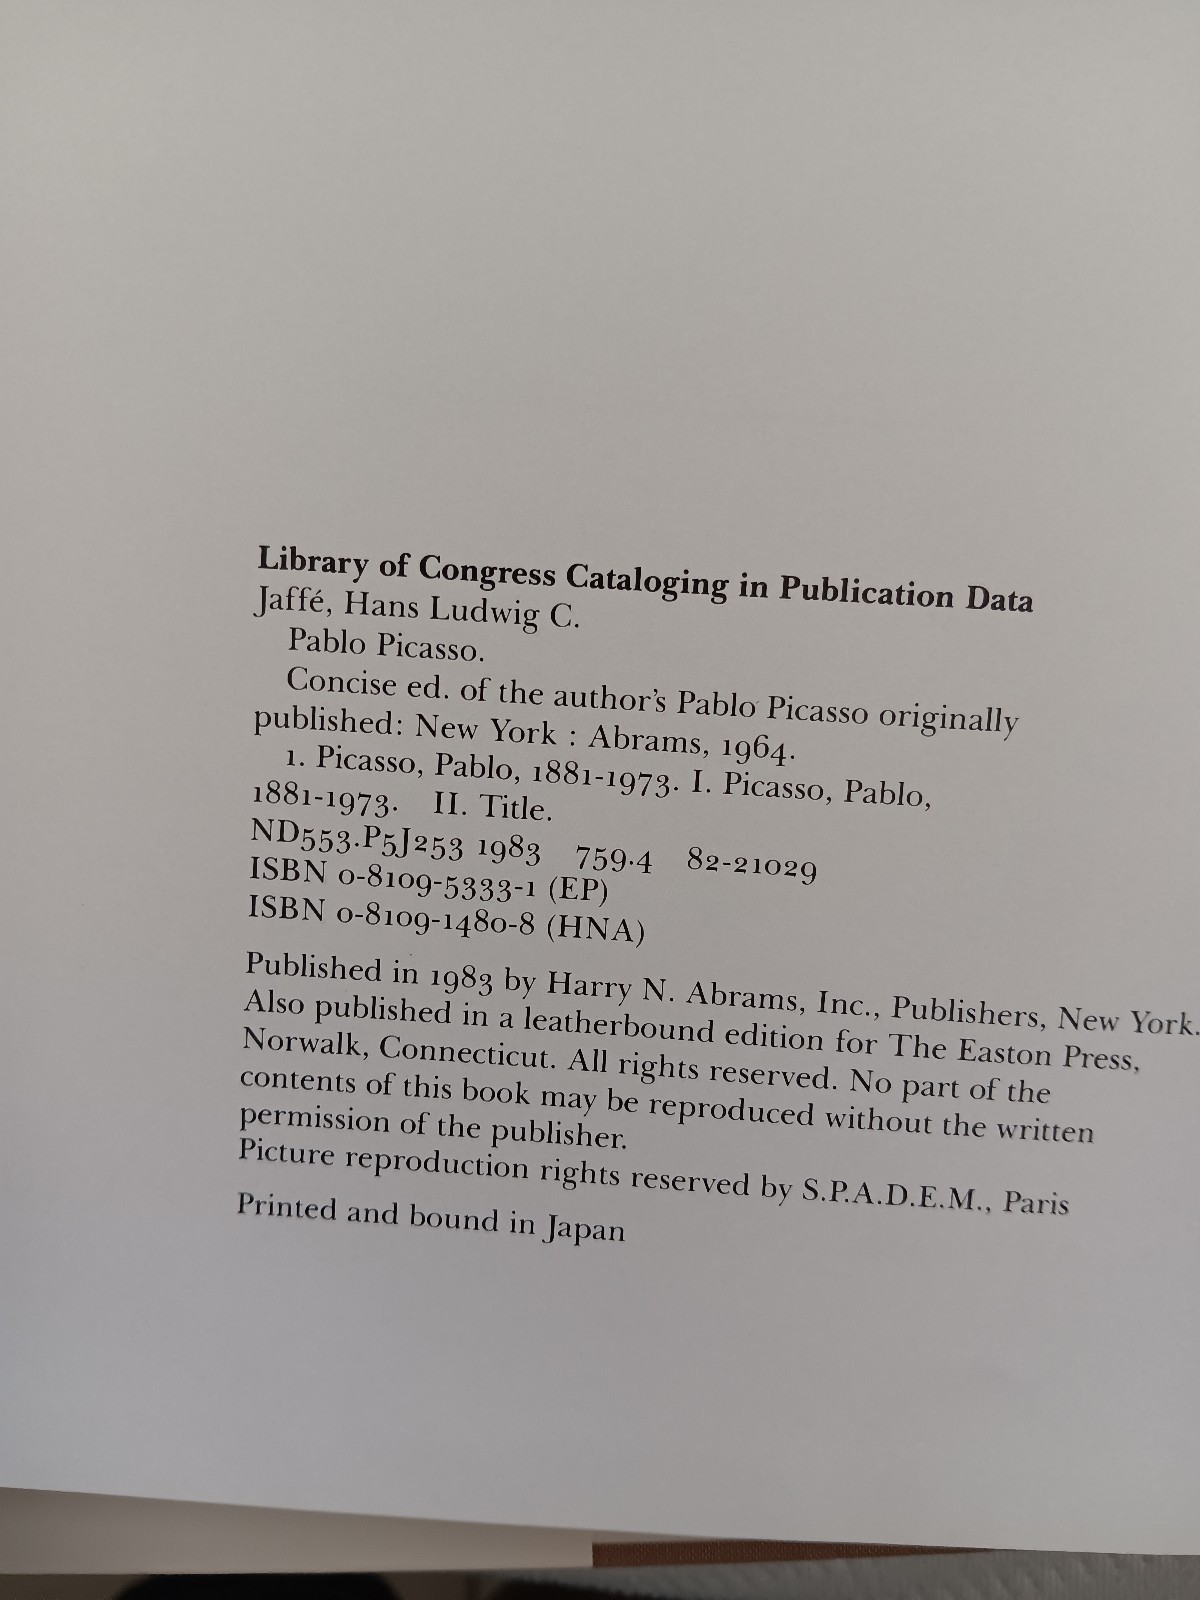 Library of Congress Cataloging in Publication Data
Jaffé, Hans Ludwig C.
Pablo Picasso.
Concise ed. of the author's Pablo Picasso originally
published: New York : Abrams, 1964.
1. Picasso, Pablo, 1881-1973. I. Picasso, Pablo,
1881-1973. II. Title.
ND553.P5J253 1983 759.4 82-21029
ISBN 0-8109-5333-1 (EP)
ISBN 0-8109-1480-8 (HNA)
Published in 1983 by Harry N. Abrams, Inc., Publishers, New York.
Also published in a leatherbound edition for The Easton Press,
Norwalk, Connecticut. All rights reserved. No part of the
contents of this book may be reproduced without the written
permission of the publisher.
Picture reproduction rights reserved by S.P.A.D.E.M., Paris
Printed and bound in Japan